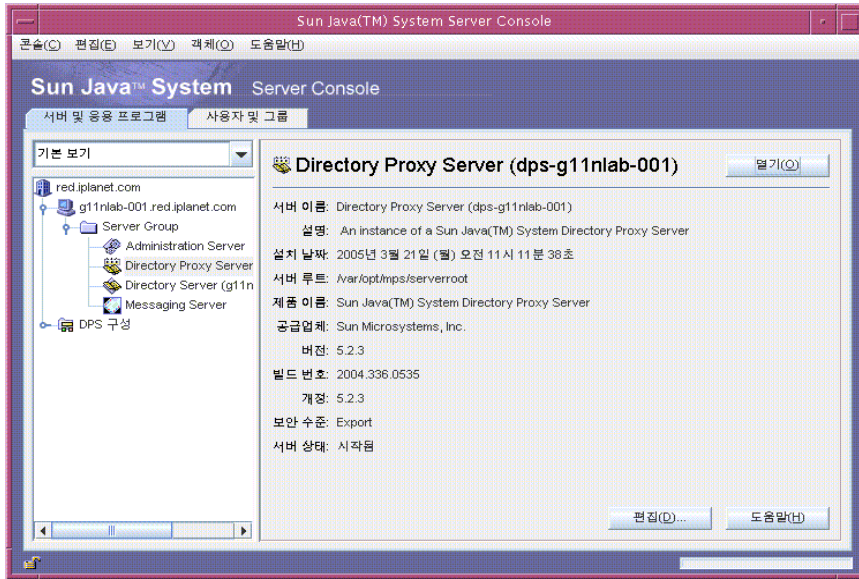 Sun Java(TM) System Server Console
콘솔(C) 편집(E) 보기(V) 객체(O) 도움말(H)
Sun Java™ System Server Console
서버 및 응용 프로그램 사용자 및 그룹
기본 보기
red.iplanet.com
g11nlab-001.red.iplanet.com
Server Group
Administration Server
Directory Proxy Server
Directory Server (g11n
Messaging Server
DPS 구성
Directory Proxy Server (dps-g11nlab-001)
열기(O)
서버 이름: Directory Proxy Server (dps-g11nlab-001)
설명: An instance of a Sun Java(TM) System Directory Proxy Server
설치 날짜: 2005년 3월 21일 (월) 오전 11시 11분 38초
서버 루트: /var/opt/mps/serverroot
제품 이름: Sun Java(TM) System Directory Proxy Server
공급업체: Sun Microsystems, Inc.
버전: 5.2.3
빌드 번호: 2004.336.0535
개정: 5.2.3
보안 수준: Export
서버 상태: 시작됨
편집(D)... 도움말(H)